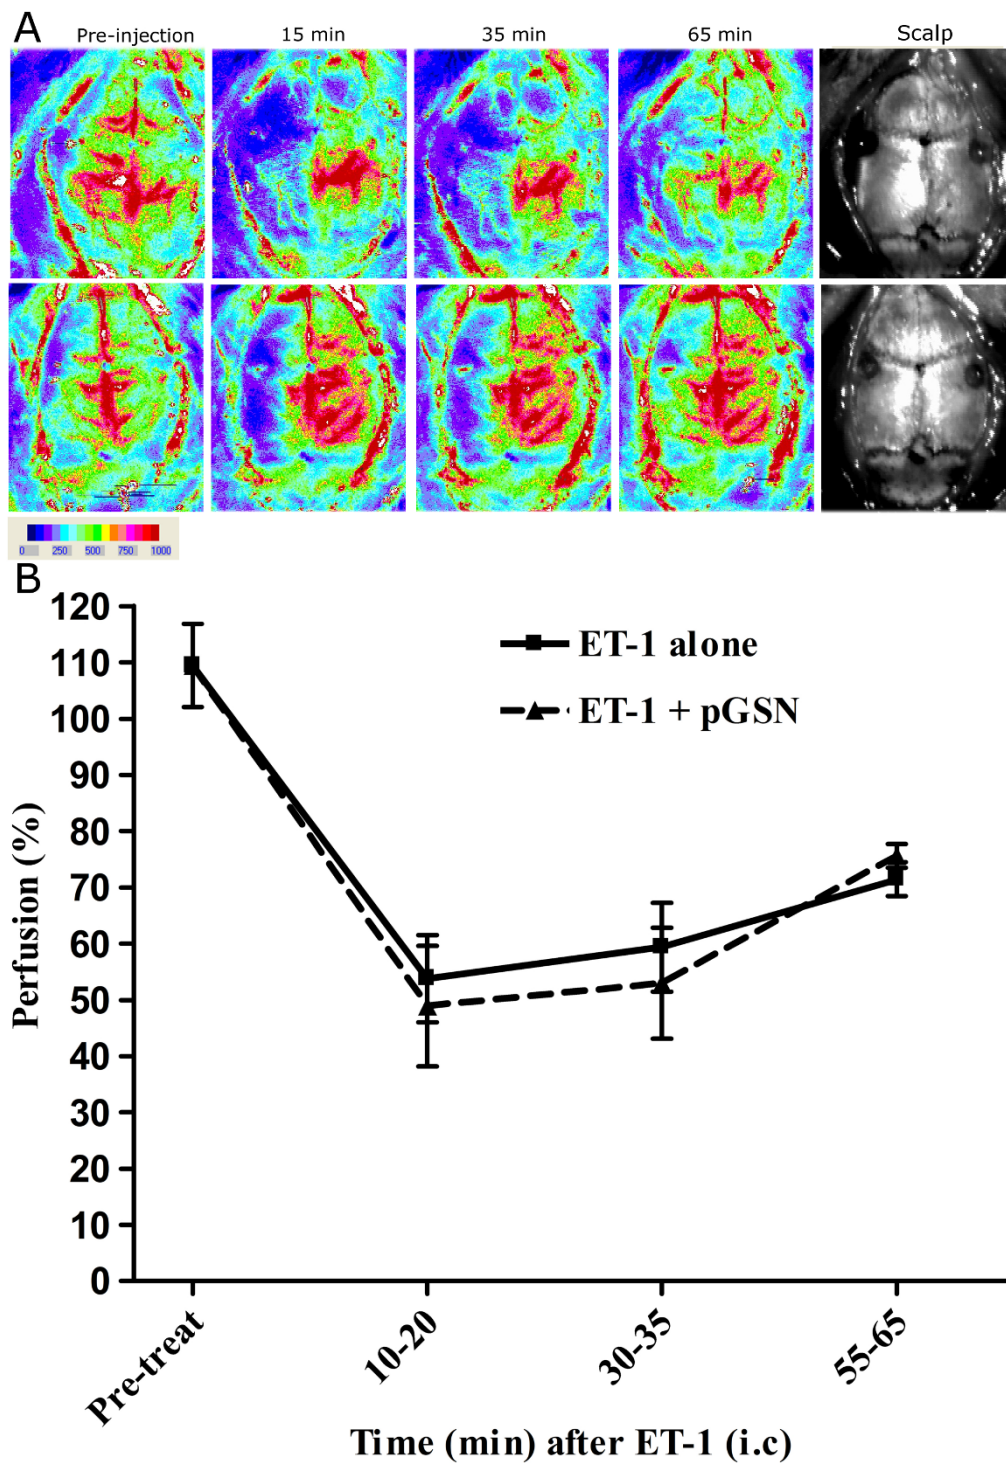 A
Pre-injection 15 min 35 min 65 min Scalp
0 250 500 750 1000
B
120
110
100
90
80
70
60
50
40
30
20
10
0
Perfusion (%)
ET-1 alone
ET-1 + pGSN
Pre-treat 10-20 30-35 55-65
Time (min) after ET-1 (i.c)